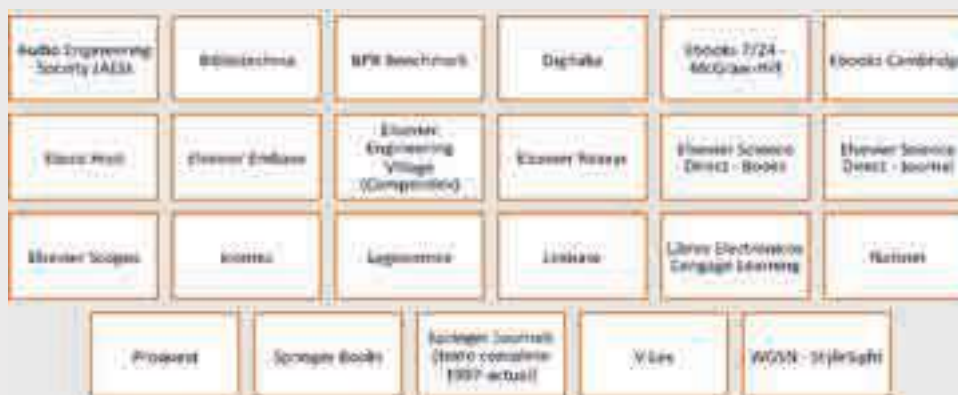 Audio Engineering
Society (AES)
Bibliotechnia
BPR Benchmark
Digitalia
Ebooks 7/24 -
McGraw-Hill
Ebooks Cambridge
Ebsco Host
Elsevier Embase
Elsevier
Engineering
Village
(Compendex)
Elsevier Reaxys
Elsevier Science
Direct - Books
Elsevier Science
Direct - Journal
Elsevier Scopus
Legiscomex
Libros Electrónicos
Cengage Learning
Proquest
Springer Books
Springer Journals
(texto completo
1997-actual)
V-Lex
WGSN - StyleSight